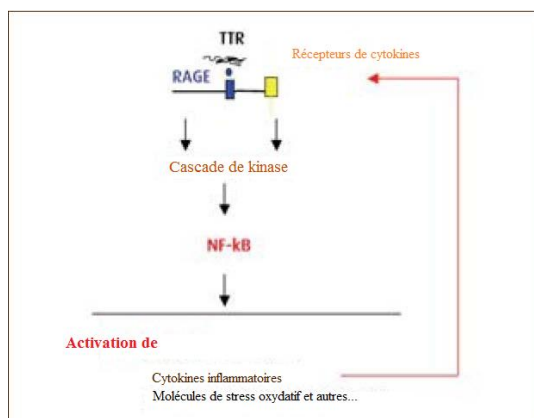 TTR
Récepteurs de cytokines
RAGE
Cascade de kinase
NF-kB
Activation de
Cytokines inflammatoires
Molécules de stress oxydatif et autres...